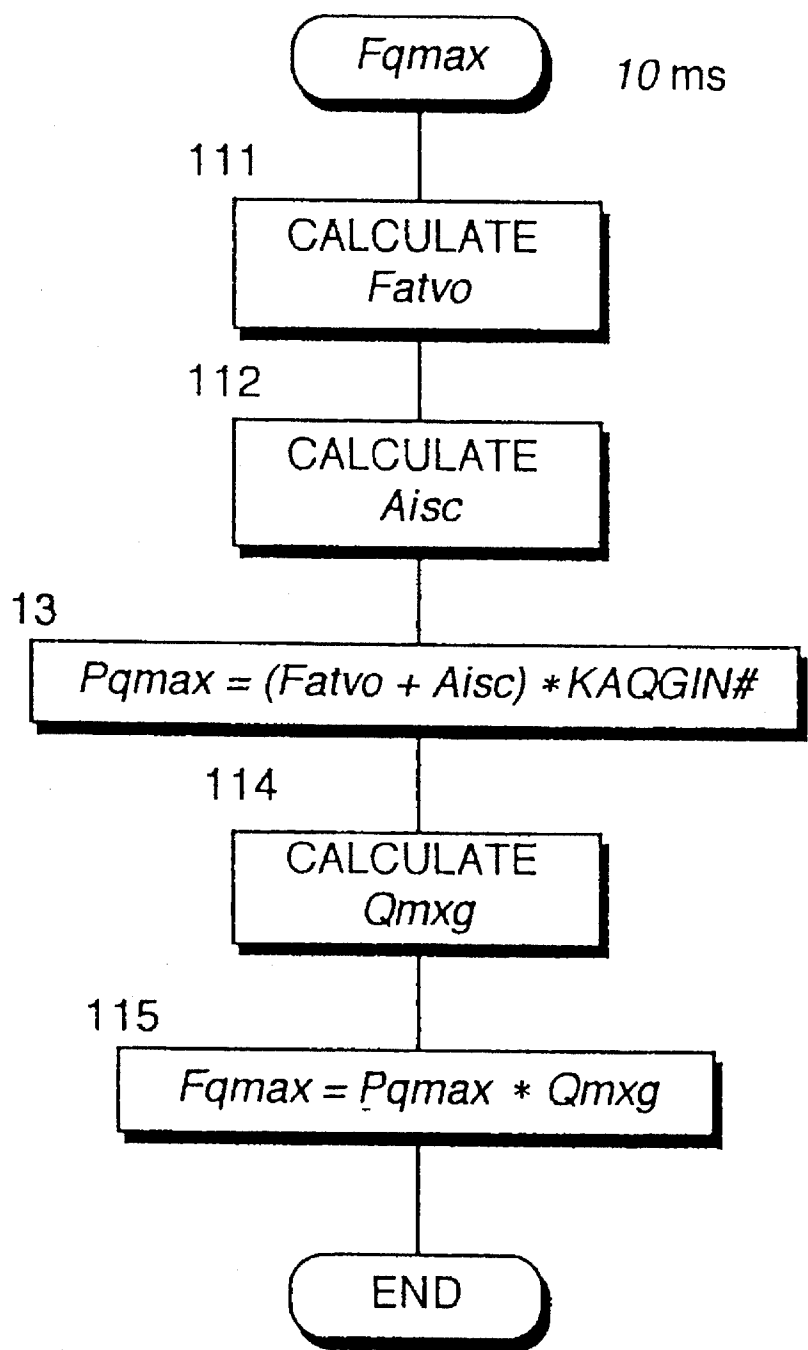 Fqmax
10 ms
111
CALCULATE
Fatvo
112
CALCULATE
Aisc
13
Pqmax = (Fatvo + Aisc) * KAQGIN#
114
CALCULATE
Qmxg
115
Fqmax = Pqmax * Qmxg
END